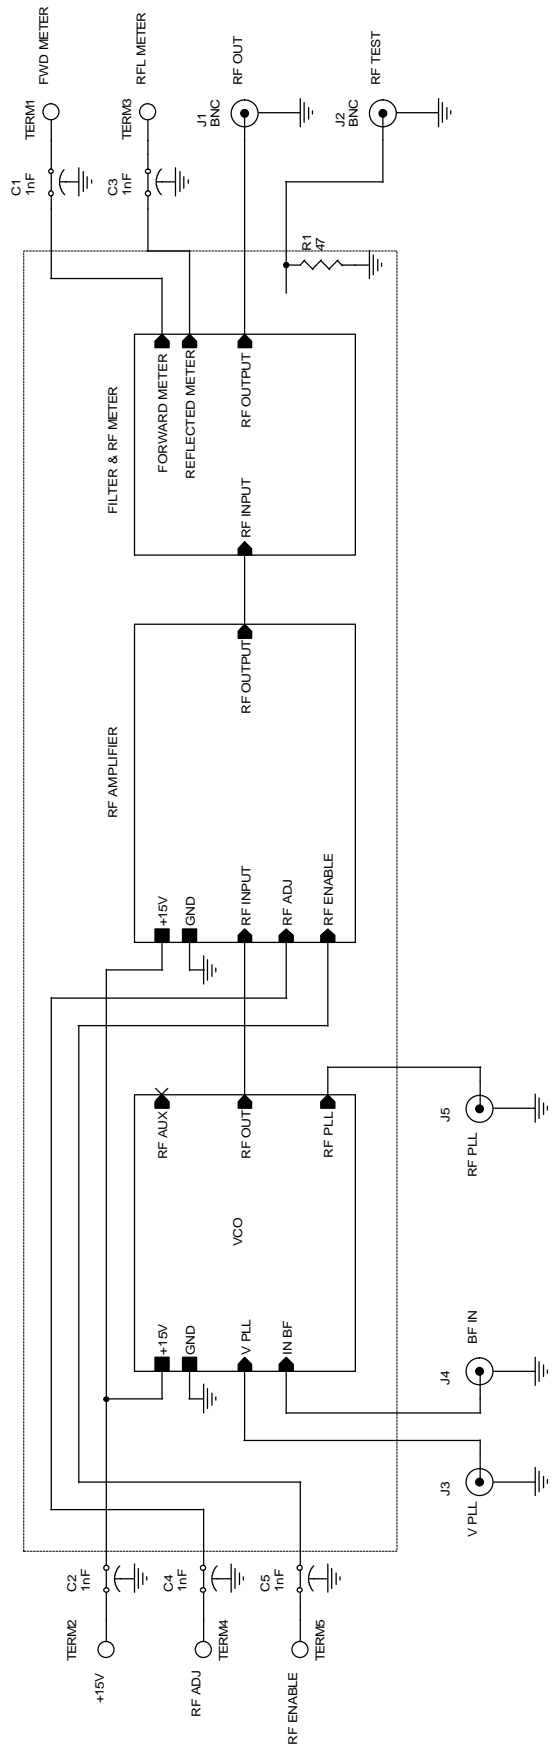 TERM2
+15V
C2
1nF
TERM4
RF ADJ
C4
1nF
TERM5
RF ENABLE
C5
1nF
VCO
+15V
GND
V PLL
IN BF
RF AUX
RF OUT
RF PLL
J3
V PLL
J4
BF IN
J5
RF PLL
RF AMPLIFIER
+15V
GND
RF INPUT
RF ADJ
RF ENABLE
RF OUTPUT
FILTER & RF METER
RF INPUT
FORWARD METER
REFLECTED METER
RF OUTPUT
R1
47
C1
1nF
TERM1
FWD METER
C3
1nF
TERM3
RFL METER
J1
BNC
RF OUT
J2
BNC
RF TEST